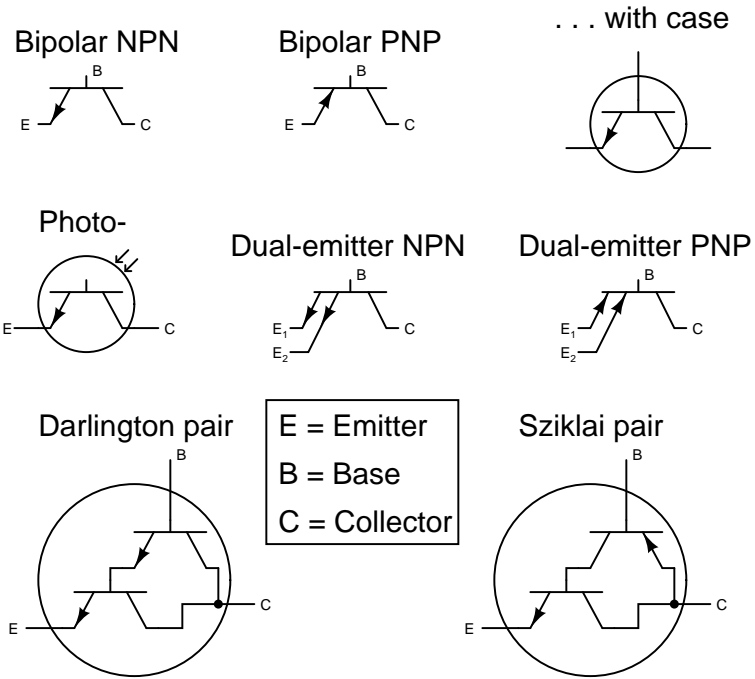 Bipolar NPN
B
E
C
Bipolar PNP
B
E
C
. . . with case
Photo-
E
C
Dual-emitter NPN
B
E1
C
E2
Dual-emitter PNP
B
E1
C
E2
Darlington pair
B
C
E
E = Emitter
B = Base
C = Collector
Sziklai pair
B
C
E